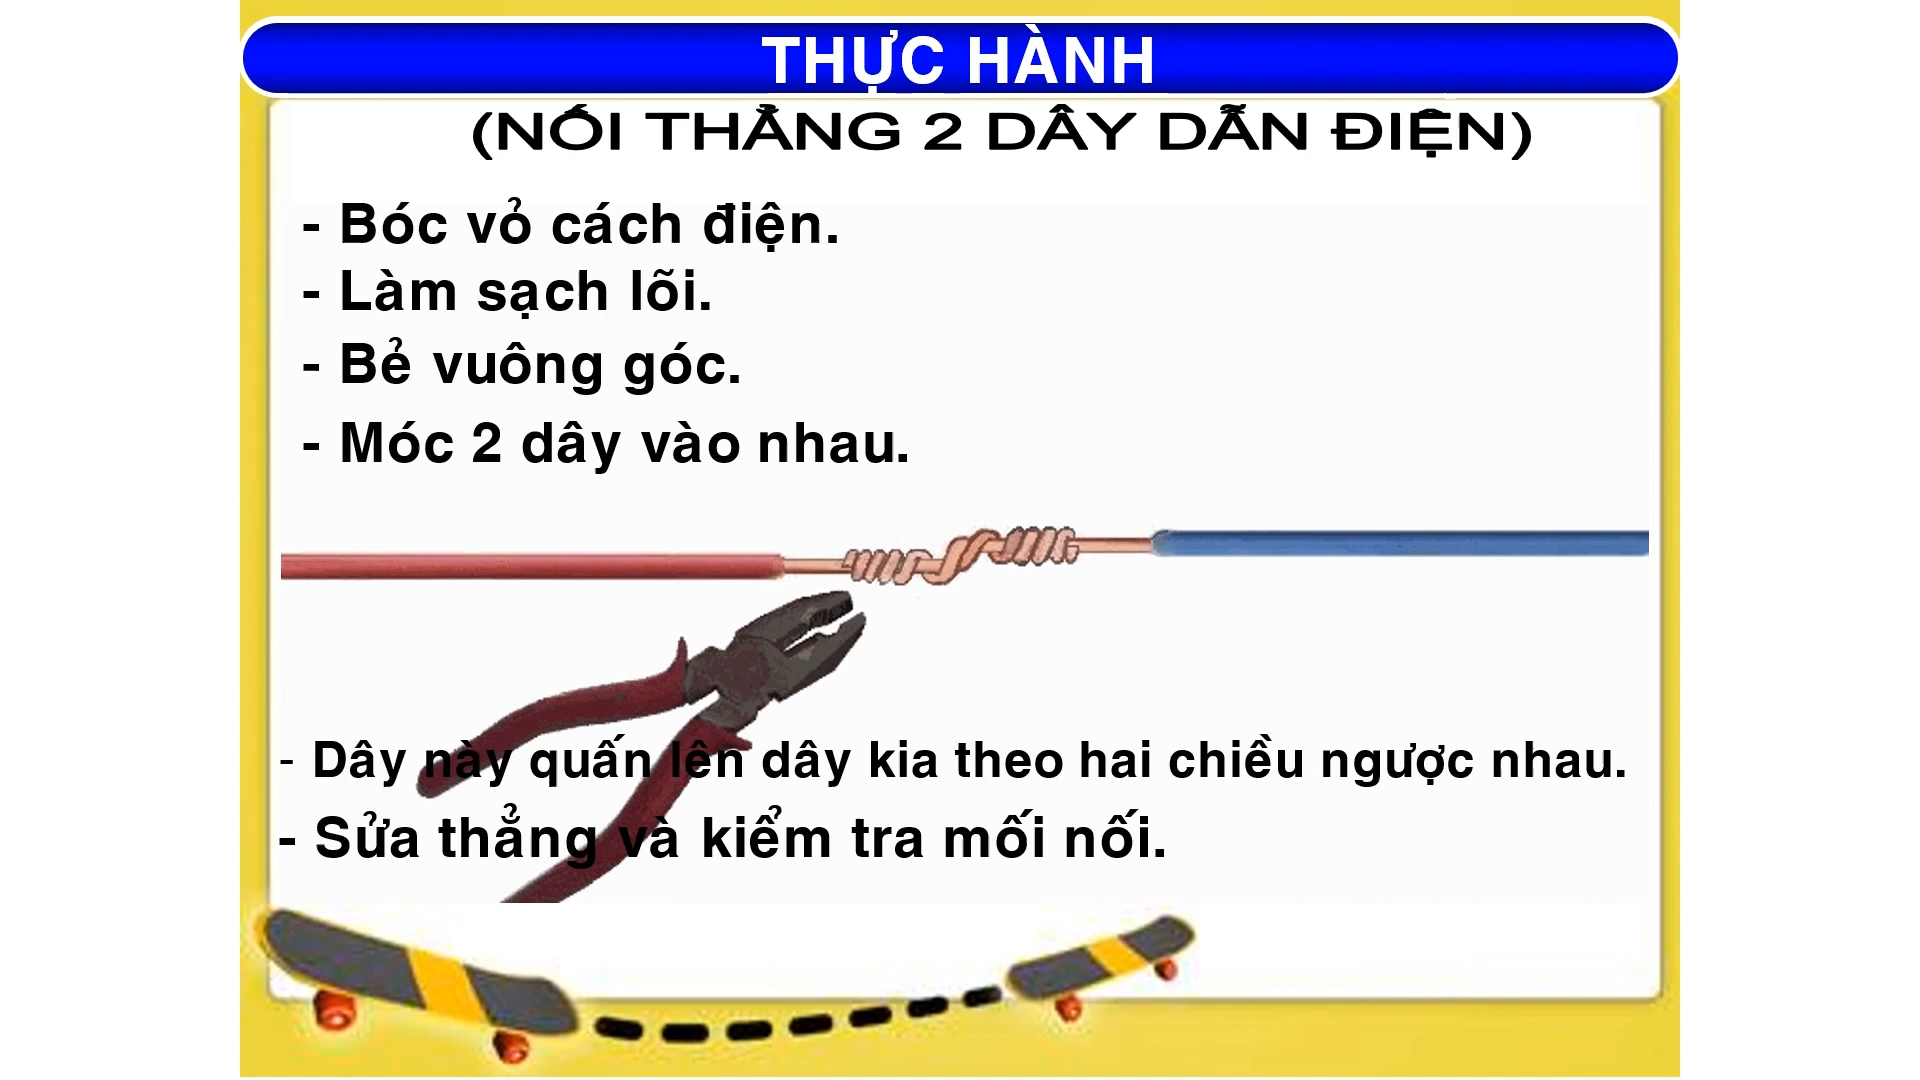 THỰC HÀNH
(NỐI THẲNG 2 DÂY DẪN ĐIỆN)
- Bóc vỏ cách điện.
- Làm sạch lõi.
- Bẻ vuông góc.
- Móc 2 dây vào nhau.
- Dây này quấn lên dây kia theo hai chiều ngược nhau.
- Sửa thẳng và kiểm tra mối nối.